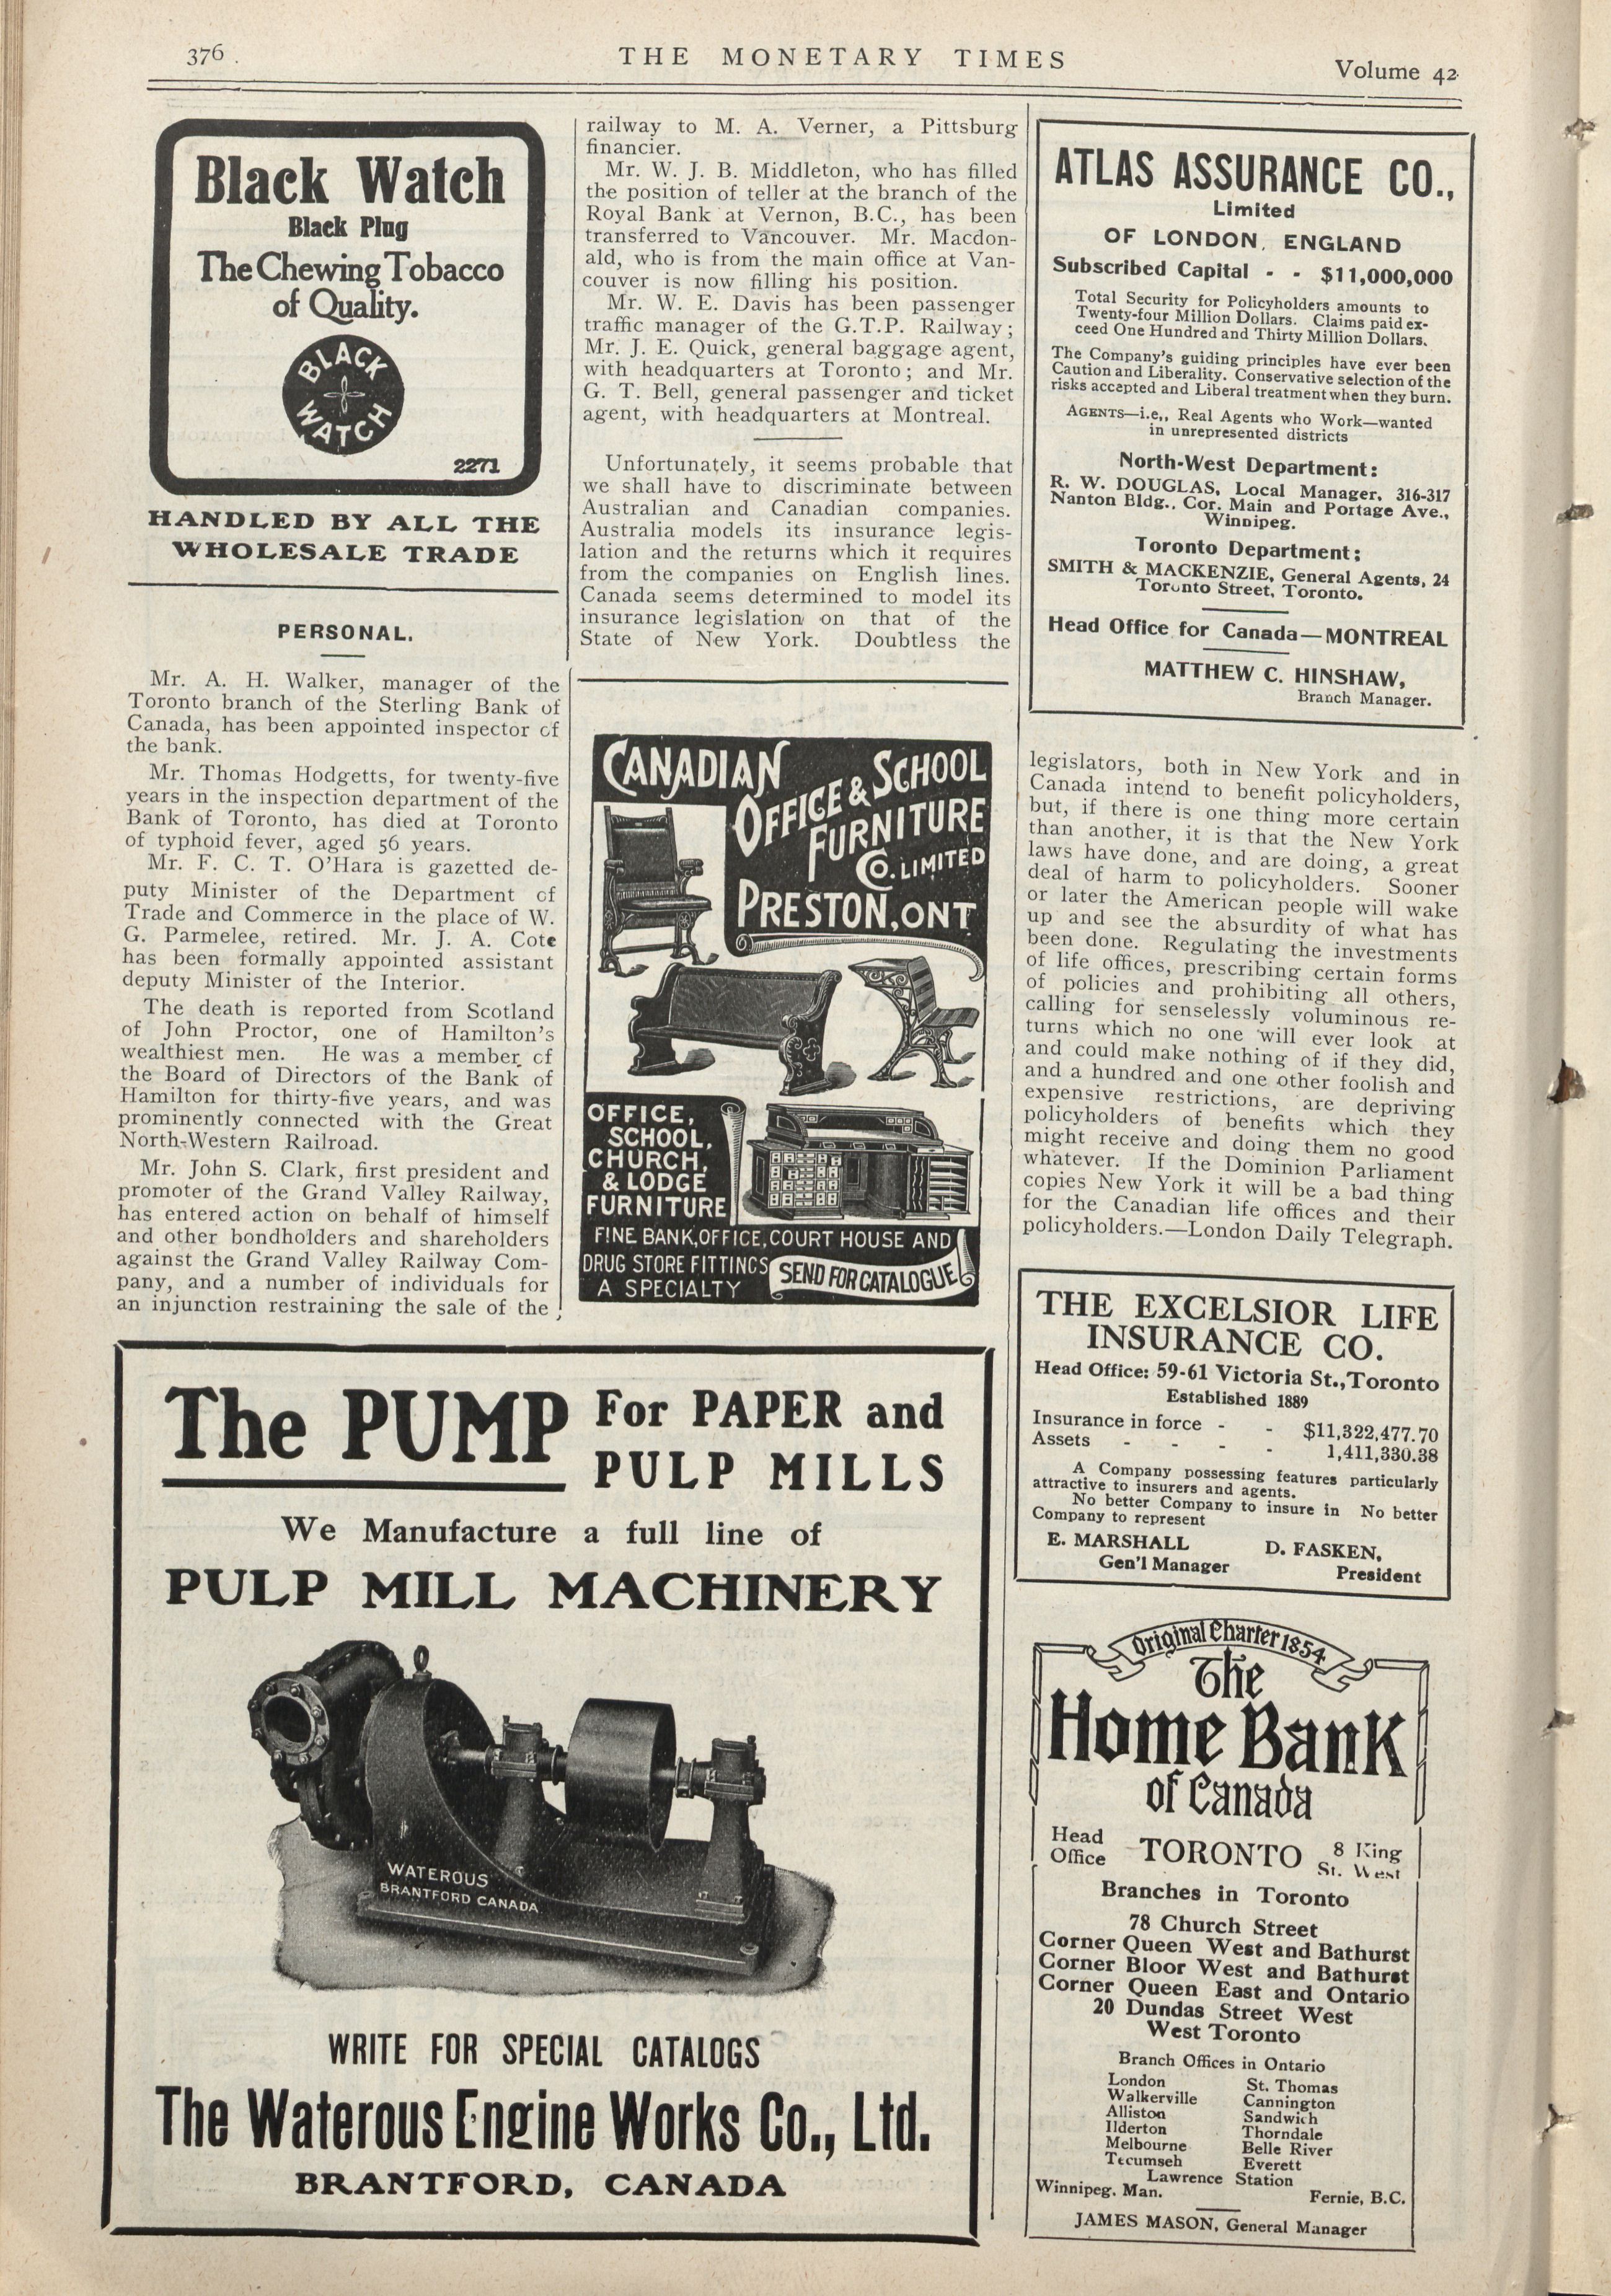 376
THE MONETARY TIMES
Volume 42
Black Watch
Black Plug
The Chewing Tobacco
of Quality.
BLACK
WATCH
2271
HANDLED BY ALL THE
WHOLESALE TRADE
PERSONAL.
Mr. A. H. Walker, manager of the
Toronto branch of the Sterling Bank of
Canada, has been appointed inspector of
the bank.
Mr. Thomas Hodgetts, for twenty-five
years in the inspection department of the
Bank of Toronto, has died at Toronto
of typhoid fever, aged 56 years.
Mr. F. C. T. O'Hara is gazetted de-
puty Minister of the Department of
Trade and Commerce in the place of W.
G. Parmelee, retired. Mr. J. A. Cote
has been formally appointed assistant
deputy Minister of the Interior.
The death is reported from Scotland
of John Proctor, one of Hamilton's
wealthiest men. He was a member of
the Board of Directors of the Bank of
Hamilton for thirty-five years, and was
prominently connected with the Great
North-Western Railroad.
Mr. John S. Clark, first president and
promoter of the Grand Valley Railway,
has entered action on behalf of himself
and other bondholders and shareholders
against the Grand Valley Railway Com-
pany, and a number of individuals for
an injunction restraining the sale of the
railway to M. A. Verner, a Pittsburg
financier.
Mr. W. J. B. Middleton, who has filled
the position of teller at the branch of the
Royal Bank at Vernon, B.C., has been
transferred to Vancouver. Mr. Macdon-
ald, who is from the main office at Van-
couver is now filling his position.
Mr. W. E. Davis has been passenger
traffic manager of the G.T.P. Railway;
Mr. J. E. Quick, general baggage agent,
with headquarters at Toronto; and Mr.
G. T. Bell, general passenger and ticket
agent, with headquarters at Montreal.
Unfortunately, it seems probable that
we shall have to discriminate between
Australian and Canadian companies.
Australia models its insurance legis-
lation and the returns which it requires
from the companies on English lines.
Canada seems determined to model its
insurance legislation on that of the
State of New York. Doubtless the
CANADIAN
OFFICE & SCHOOL
FURNITURE
CO. LIMITED
PRESTON, ONT
OFFICE,
SCHOOL,
CHURCH,
& LODGE
FURNITURE
FINE BANK, OFFICE, COURT HOUSE AND
DRUG STORE FITTINGS
A SPECIALTY
SEND FOR CATALOGUE
ATLAS ASSURANCE CO.,
Limited
OF LONDON, ENGLAND
Subscribed Capital - - $11,000,000
Total Security for Policyholders amounts to
Twenty-four Million Dollars. Claims paid ex-
ceed One Hundred and Thirty Million Dollars.
The Company's guiding principles have ever been
Caution and Liberality. Conservative selection of the
risks accepted and Liberal treatment when they burn.
AGENTS—i.e., Real Agents who Work—wanted
in unrepresented districts
North-West Department:
R. W. DOUGLAS, Local Manager, 316-317
Nanton Bldg., Cor. Main and Portage Ave.,
Winnipeg.
Toronto Department:
SMITH & MACKENZIE, General Agents, 24
Toronto Street, Toronto.
Head Office for Canada—MONTREAL
MATTHEW C. HINSHAW,
Branch Manager.
legislators, both in New York and in
Canada intend to benefit policyholders,
but, if there is one thing more certain
than another, it is that the New York
laws have done, and are doing, a great
deal of harm to policyholders. Sooner
or later the American people will wake
up and see the absurdity of what has
been done. Regulating the investments
of life offices, prescribing certain forms
of policies and prohibiting all others,
calling for senselessly voluminous re-
turns which no one will ever look at
and could make nothing of if they did,
and a hundred and one other foolish and
expensive restrictions, are depriving
policyholders of benefits which they
might receive and doing them no good
whatever. If the Dominion Parliament
copies New York it will be a bad thing
for the Canadian life offices and their
policyholders.—London Daily Telegraph.
THE EXCELSIOR LIFE
INSURANCE CO.
Head Office: 59-61 Victoria St., Toronto
Established 1889
Insurance in force - - $11,322,477.70
Assets - - - - 1,411,330.38
A Company possessing features particularly
attractive to insurers and agents.
No better Company to insure in No better
Company to represent
E. MARSHALL
Gen'l Manager
D. FASKEN,
President
The PUMP For PAPER and
PULP MILLS
We Manufacture a full line of
PULP MILL MACHINERY
WATEROUS
BRANTFORD CANADA
WRITE FOR SPECIAL CATALOGS
The Waterous Engine Works Co., Ltd.
BRANTFORD, CANADA
Original Charter 1854
The
Home Bank
of Canada
Head
Office
TORONTO
8 King
St. West
Branches in Toronto
78 Church Street
Corner Queen West and Bathurst
Corner Bloor West and Bathurst
Corner Queen East and Ontario
20 Dundas Street West
West Toronto
Branch Offices in Ontario
London St. Thomas
Walkerville Cannington
Alliston Sandwich
Ilderton Thorndale
Melbourne Belle River
Tecumseh Everett
Lawrence Station
Winnipeg. Man. Fernie, B.C.
JAMES MASON, General Manager